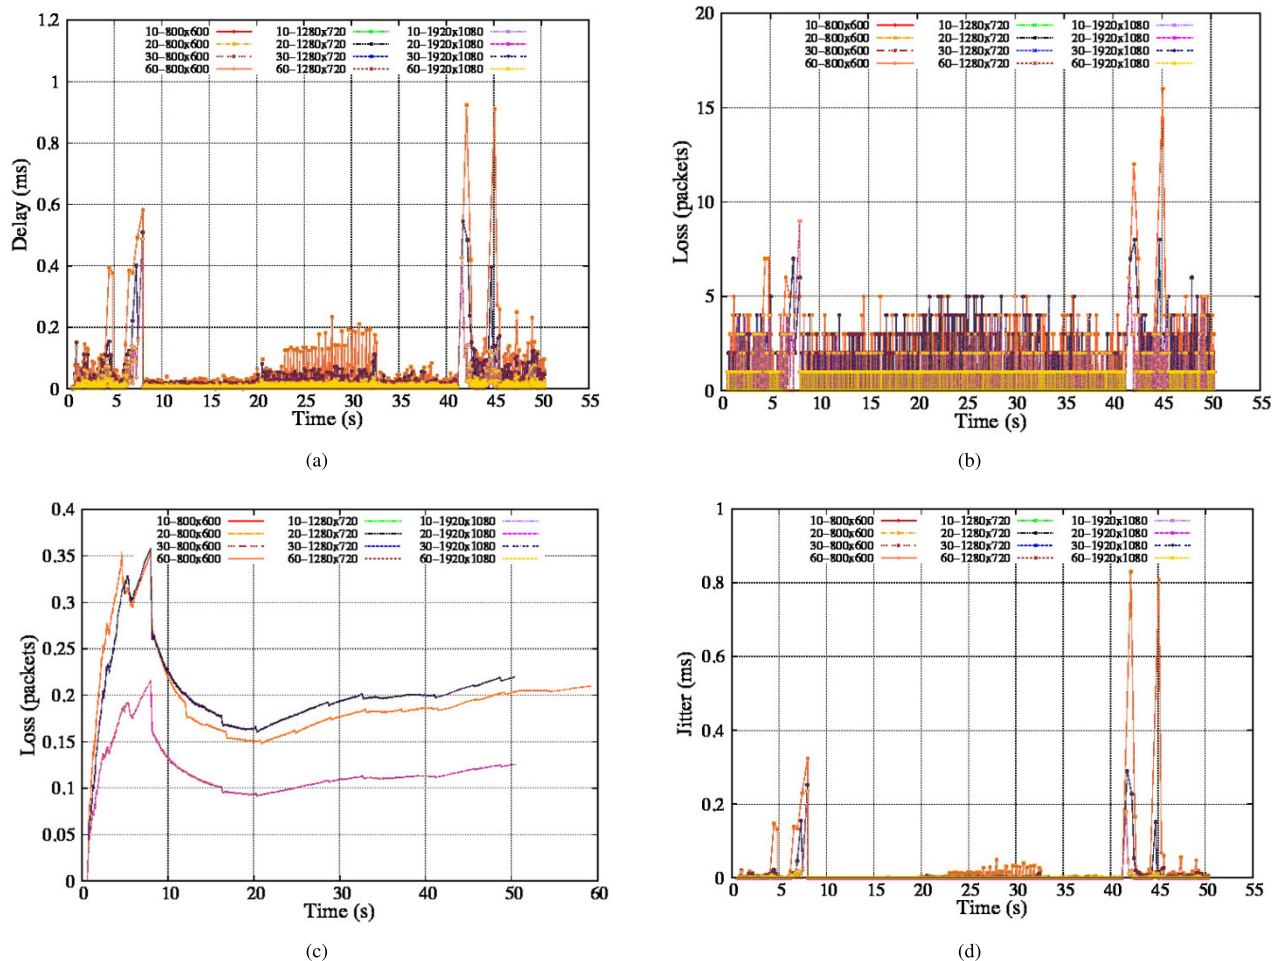 1.2
1
0.8
0.6
0.4
0.2
0
Delay (ms)
10-800x600 10-1280x720 10-1920x1080
20-800x600 20-1280x720 20-1920x1080
30-800x600 30-1280x720 30-1920x1080
60-800x600 60-1280x720 60-1920x1080
0 5 10 15 20 25 30 35 40 45 50 55
Time (s)
(a)
20
15
10
5
0
Loss (packets)
10-800x600 10-1280x720 10-1920x1080
20-800x600 20-1280x720 20-1920x1080
30-800x600 30-1280x720 30-1920x1080
60-800x600 60-1280x720 60-1920x1080
0 5 10 15 20 25 30 35 40 45 50 55
Time (s)
(b)
0.4
0.35
0.3
0.25
0.2
0.15
0.1
0.05
0
Loss (packets)
10-800x600 10-1280x720 10-1920x1080
20-800x600 20-1280x720 20-1920x1080
30-800x600 30-1280x720 30-1920x1080
60-800x600 60-1280x720 60-1920x1080
0 10 20 30 40 50 60
Time (s)
(c)
1
0.8
0.6
0.4
0.2
0
Jitter (ms)
10-800x600 10-1280x720 10-1920x1080
20-800x600 20-1280x720 20-1920x1080
30-800x600 30-1280x720 30-1920x1080
60-800x600 60-1280x720 60-1920x1080
0 5 10 15 20 25 30 35 40 45 50 55
Time (s)
(d)